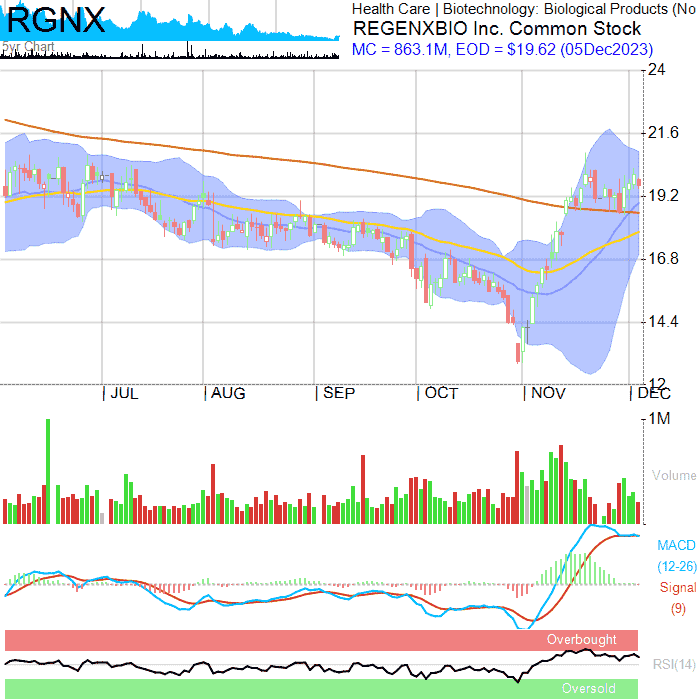 RGNX
5yr Chart
Health Care | Biotechnology: Biological Products (No
REGENXBIO Inc. Common Stock
MC = 863.1M, EOD = $19.62 (05Dec2023)
24
21.6
19.2
16.8
14.4
12
JUL
AUG
SEP
OCT
NOV
DEC
1M
Volume
MACD
(12-26)
Signal
(9)
Overbought
RSI(14)
Oversold